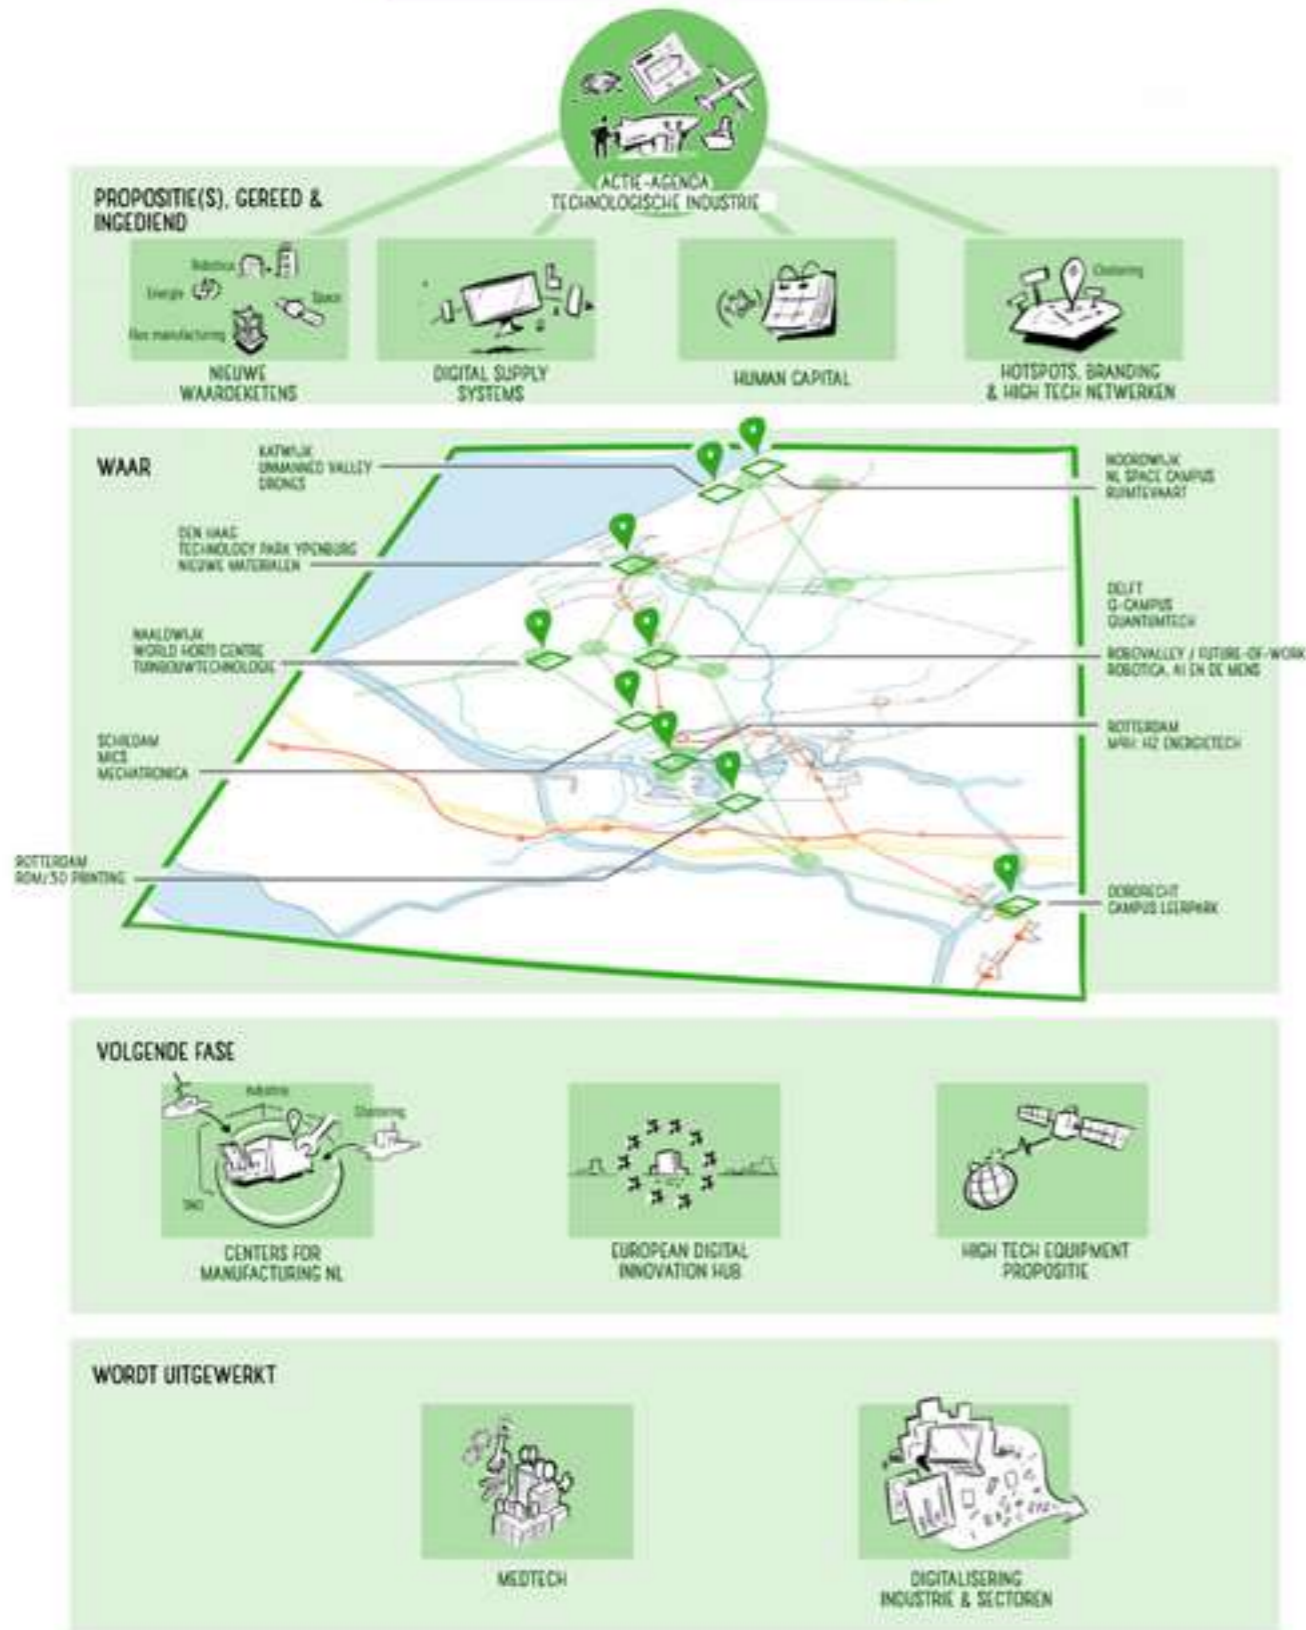 ACTIE-AGENDA
TECHNOLOGISCHE INDUSTRIE
PROPOSITIE(S), GEREED &
INGEDIEND
Robotica
Energie
Space
Flex manufacturing
NIEUWE
WAARDEKETENS
DIGITAL SUPPLY
SYSTEMS
HUMAN CAPITAL
Clustering
HOTSPOTS, BRANDING
& HIGH TECH NETWERKEN
WAAR
KATWIJK
UNMANNED VALLEY
DRONES
NOORDWIJK
NL SPACE CAMPUS
RUIMTEVAART
DEN HAAG
TECHNOLOGY PARK YPENBURG
NIEUWE MATERIALEN
DELFT
Q-CAMPUS
QUANTUMTECH
NAALDWIJK
WORLD HORTI CENTRE
TUINBOUWTECHNOLOGIE
ROBOVALLEY / FUTURE-OF-WORK
ROBOTICA, AI EN DE MENS
SCHIEDAM
MICS
MECHATRONICA
ROTTERDAM
M4H: H2 ENERGIETECH
ROTTERDAM
PRINTING
DORDRECHT
CAMPUS LEERPARK
VOLGENDE FASE
Industrie
Clustering
CENTERS FOR
MANUFACTURING NL
EUROPEAN DIGITAL
INNOVATION HUB
HIGH TECH EQUIPMENT
PROPOSITIE
WORDT UITGEWERKT
MEDTECH
DIGITALISERING
INDUSTRIE & SECTOREN